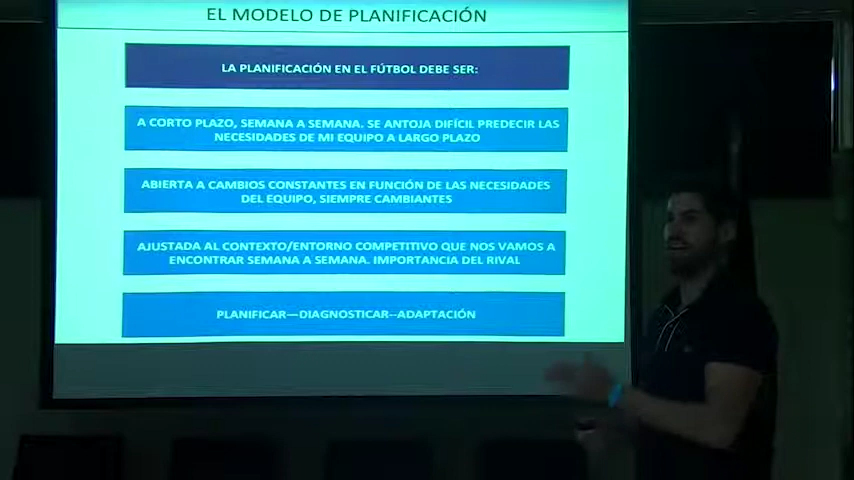 EL MODELO DE PLANIFICACIÓN
LA PLANIFICACIÓN EN EL FÚTBOL DEBE SER:
A CORTO PLAZO, SEMANA A SEMANA. SE ANTOJA DIFÍCIL PREDECIR LAS
NECESIDADES DE MI EQUIPO A LARGO PLAZO
ABIERTA A CAMBIOS CONSTANTES EN FUNCIÓN DE LAS NECESIDADES
DEL EQUIPO, SIEMPRE CAMBIANTES
AJUSTADA AL CONTEXTO/ENTORNO COMPETITIVO QUE NOS VAMOS A
ENCONTRAR SEMANA A SEMANA. IMPORTANCIA DEL RIVAL
PLANIFICAR—DIAGNOSTICAR--ADAPTACIÓN